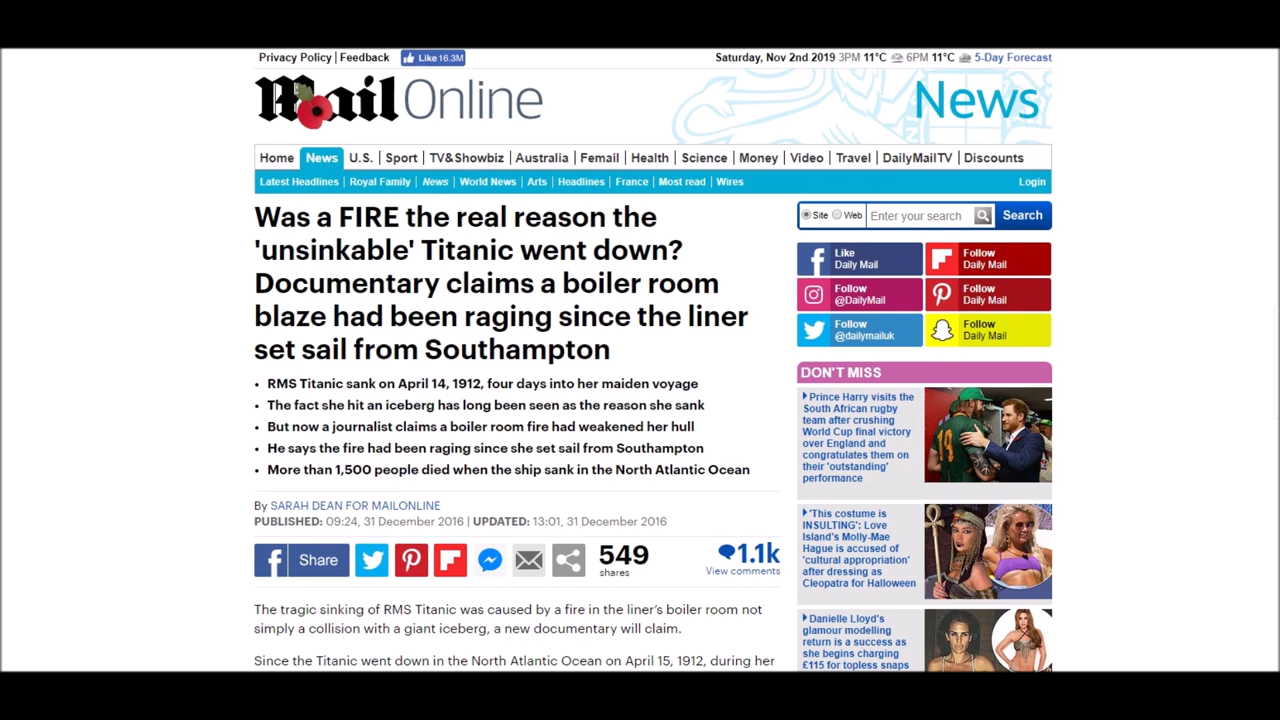 Privacy Policy | Feedback
Like 16.3M
Saturday, Nov 2nd 2019 3PM 11°C 6PM 11°C 5-Day Forecast
Mail Online
News
Home News U.S. | Sport | TV&Showbiz | Australia | Femail | Health | Science | Money | Video | Travel | DailyMailTV | Discounts
Latest Headlines | Royal Family | News | World News | Arts | Headlines | France | Most read | Wires
Login
Was a FIRE the real reason the
'unsinkable' Titanic went down?
Documentary claims a boiler room
blaze had been raging since the liner
set sail from Southampton
• RMS Titanic sank on April 14, 1912, four days into her maiden voyage
• The fact she hit an iceberg has long been seen as the reason she sank
• But now a journalist claims a boiler room fire had weakened her hull
• He says the fire had been raging since she set sail from Southampton
• More than 1,500 people died when the ship sank in the North Atlantic Ocean
By SARAH DEAN FOR MAILONLINE
PUBLISHED: 09:24, 31 December 2016 | UPDATED: 13:01, 31 December 2016
Share
549
shares
1.1k
View comments
The tragic sinking of RMS Titanic was caused by a fire in the liner's boiler room not
simply a collision with a giant iceberg, a new documentary will claim.
Since the Titanic went down in the North Atlantic Ocean on April 15, 1912, during her
Site Web Enter your search Search
Like
Daily Mail
Follow
Daily Mail
Follow
@DailyMail
Follow
Daily Mail
Follow
@dailymailuk
Follow
Daily Mail
DON'T MISS
Prince Harry visits the
South African rugby
team after crushing
World Cup final victory
over England and
congratulates them on
their 'outstanding'
performance
19
'This costume is
INSULTING': Love
Island's Molly-Mae
Hague is accused of
'cultural appropriation'
after dressing as
Cleopatra for Halloween
Danielle Lloyd's
glamour modelling
return is a success as
she begins charging
£115 for topless snaps